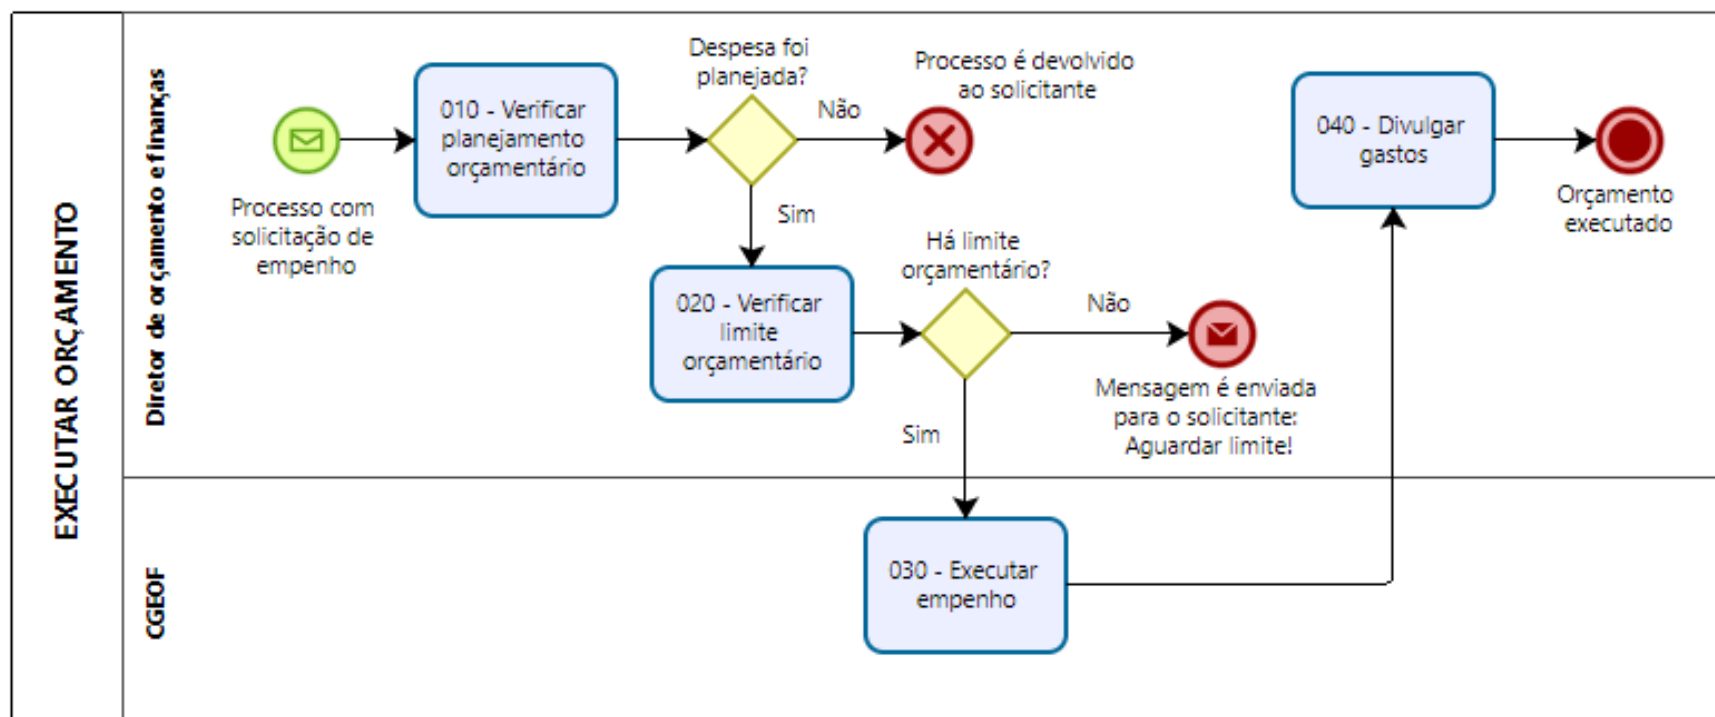 EXECUTAR ORÇAMENTO
Diretor de orçamento e finanças
Processo com
solicitação de
empenho
010 - Verificar
planejamento
orçamentário
Despesa foi
planejada?
Não
Processo é devolvido
ao solicitante
Sim
020 - Verificar
limite
orçamentário
Há limite
orçamentário?
Não
Mensagem é enviada
para o solicitante:
Aguardar limite!
Sim
040 - Divulgar
gastos
Orçamento
executado
CGEOF
030 - Executar
empenho